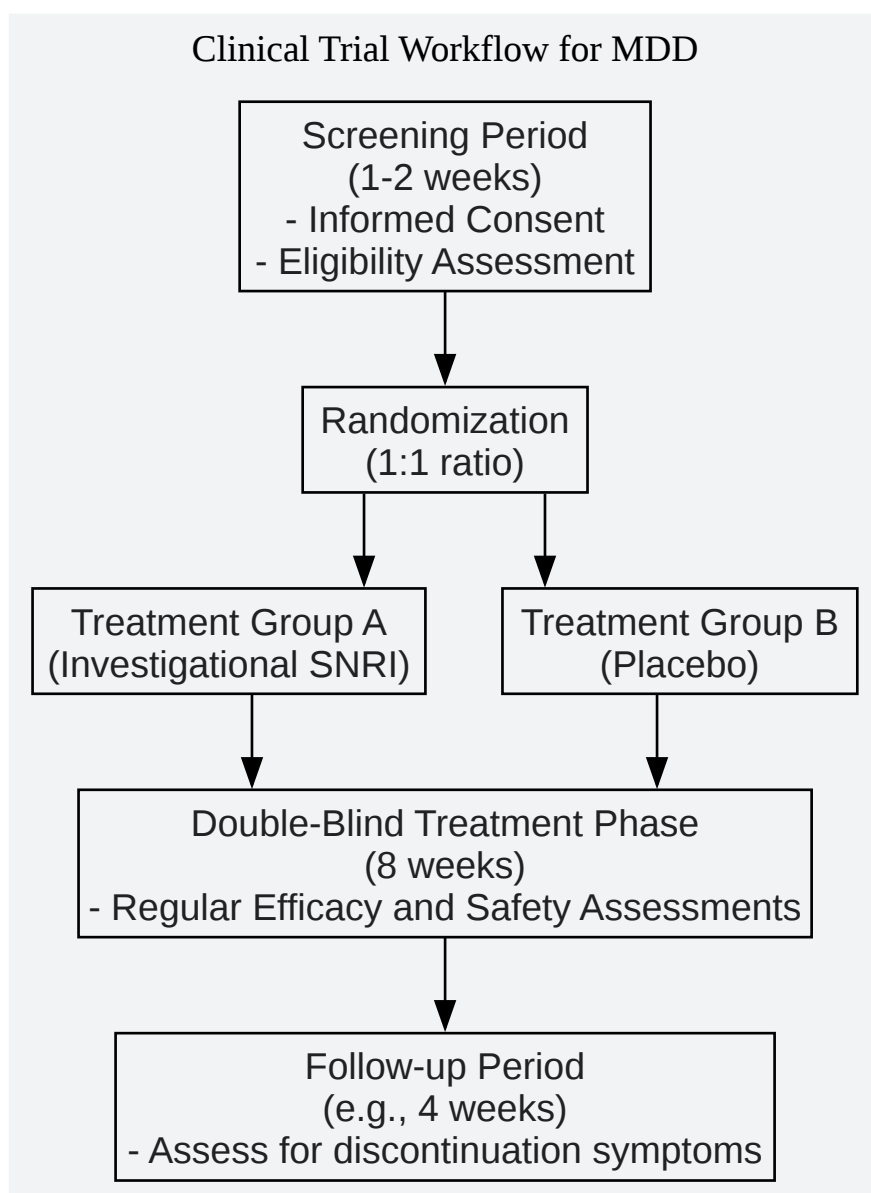 Clinical Trial Workflow for MDD
Screening Period
(1-2 weeks)
- Informed Consent
- Eligibility Assessment
Randomization
(1:1 ratio)
Treatment Group A
(Investigational SNRI)
Treatment Group B
(Placebo)
Double-Blind Treatment Phase
(8 weeks)
- Regular Efficacy and Safety Assessments
Follow-up Period
(e.g., 4 weeks)
- Assess for discontinuation symptoms